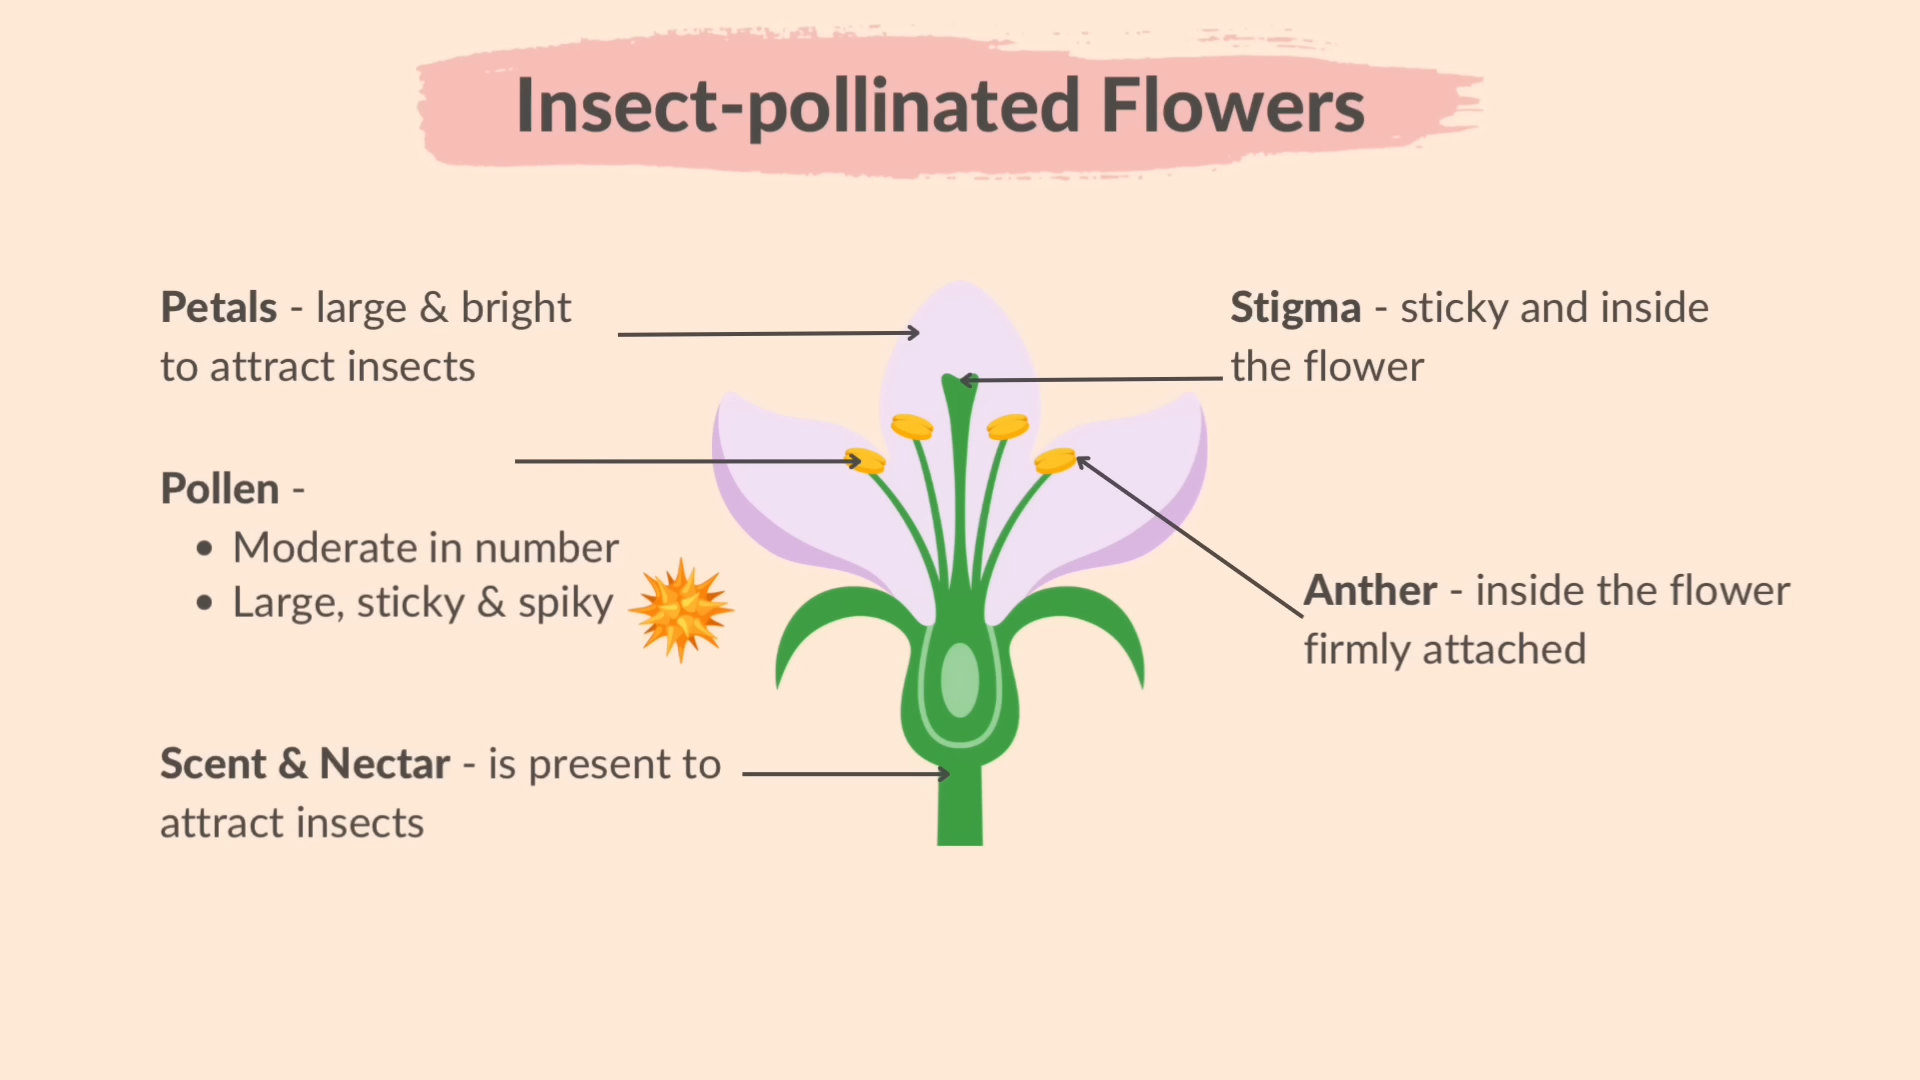 Insect-pollinated Flowers
Petals - large & bright
to attract insects
Stigma - sticky and inside
the flower
Pollen -
• Moderate in number
• Large, sticky & spiky
Anther - inside the flower
firmly attached
Scent & Nectar - is present to
attract insects